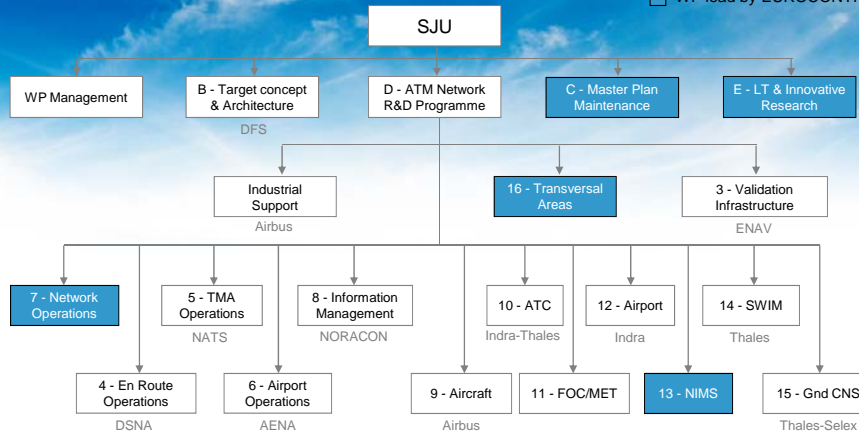 WP lead by EUROCONT
SJU
WP Management
B - Target concept
& Architecture
DFS
D - ATM Network
R&D Programme
C - Master Plan
Maintenance
E - LT & Innovative
Research
Industrial
Support
Airbus
16 - Transversal
Areas
3 - Validation
Infrastructure
ENAV
7 - Network
Operations
5 - TMA
Operations
NATS
8 - Information
Management
NORACON
10 - ATC
Indra-Thales
12 - Airport
Indra
14 - SWIM
Thales
4 - En Route
Operations
DSNA
6 - Airport
Operations
AENA
9 - Aircraft
Airbus
11 - FOC/MET
13 - NIMS
15 - Gnd CNS
Thales-Selex